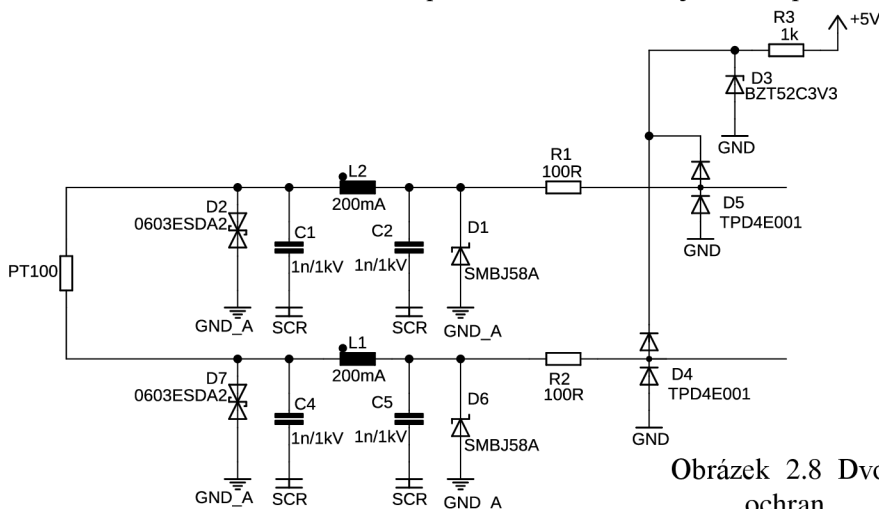 R3
+5V
1k
D3
BZT52C3V3
GND
R1
100R
L2
200mA
D2
0603ESDA2
C1
1n/1kV
C2
1n/1kV
D1
SMBJ58A
D5
TPD4E001
GND
PT100
GND_A
SCR
SCR
GND_A
L1
200mA
D7
0603ESDA2
C4
1n/1kV
C5
1n/1kV
D6
SMBJ58A
R2
100R
D4
TPD4E001
GND
GND_A
SCR
SCR
GND_A
Obrázek 2.8 Dvo
ochran